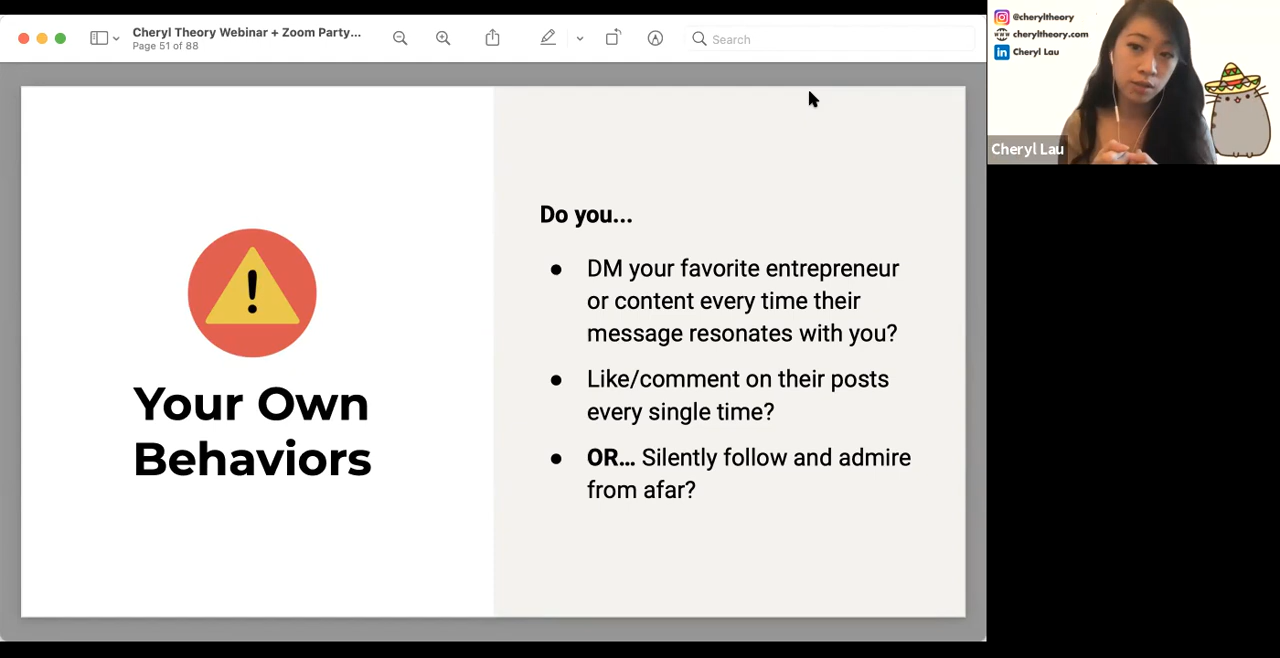 Cheryl Theory Webinar + Zoom Party...
Page 51 of 88
Search
@cheryltheory
cheryltheory.com
in Cheryl Lau
Cheryl Lau
!
Your Own
Behaviors
Do you...
● DM your favorite entrepreneur
or content every time their
message resonates with you?
● Like/comment on their posts
every single time?
● OR... Silently follow and admire
from afar?